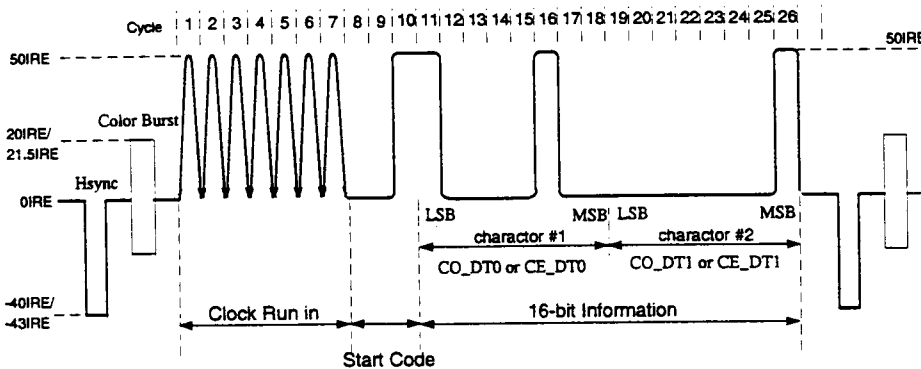 Cycle 1 2 3 4 5 6 7 8 9 10 11 12 13 14 15 16 17 18 19 20 21 22 23 24 25 26
50IRE
50IRE
Color Burst
20IRE/
21.5IRE
Hsync
0IRE
LSB
MSB
LSB
MSB
charactor #1
charactor #2
CO_DT0 or CE_DT0
CO_DT1 or CE_DT1
-40IRE/
-43IRE
Clock Run in
16-bit Information
Start Code